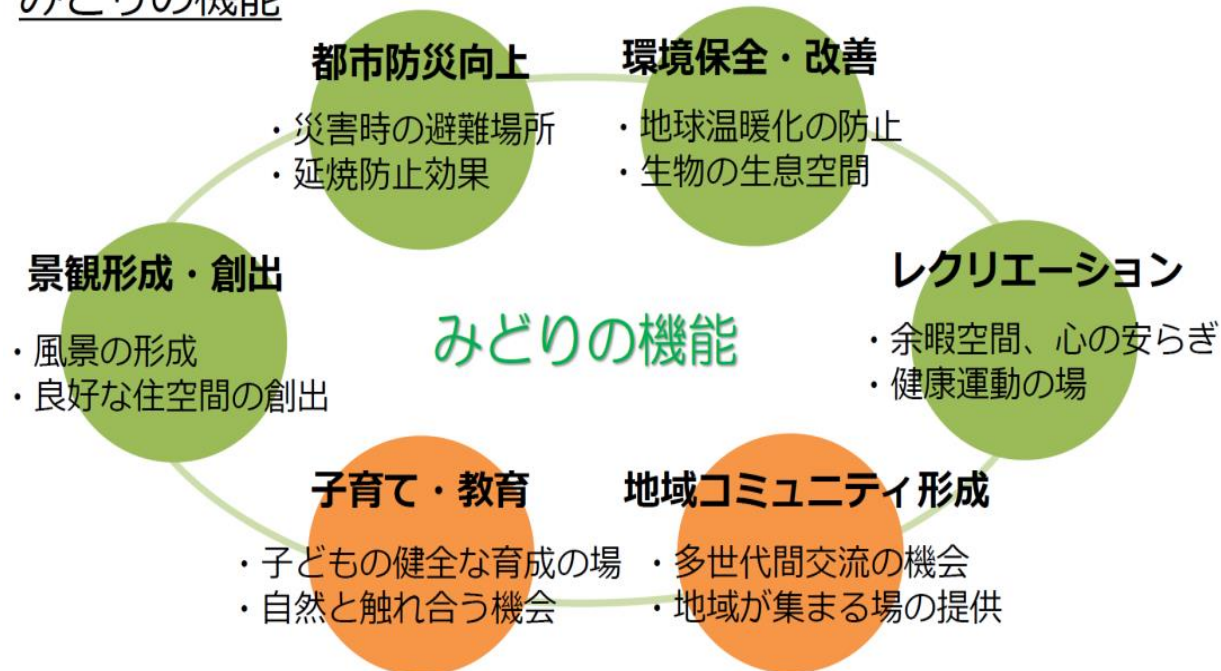 みどりの機能
都市防災向上
・災害時の避難場所
・延焼防止効果
環境保全・改善
・地球温暖化の防止
・生物の生息空間
景観形成・創出
・風景の形成
・良好な住空間の創出
みどりの機能
レクリエーション
・余暇空間、心の安らぎ
・健康運動の場
子育て・教育
・子どもの健全な育成の場
・自然と触れ合う機会
地域コミュニティ形成
・多世代間交流の機会
・地域が集まる場の提供